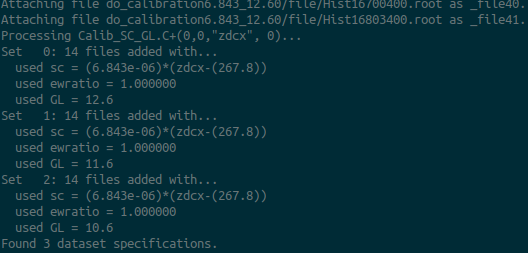 Attaching file do_calibration6.843_12.60/file/Hist16700400.root as _file40.
Attaching file do_calibration6.843_12.60/file/Hist16803400.root as _file41.
Processing Calib_SC_GL.C+(0,0,"zdcx", 0)...
Set   0: 14 files added with...
  used sc = (6.843e-06)*(zdcx-(267.8))
  used ewratio = 1.000000
  used GL = 12.6
Set   1: 14 files added with...
  used sc = (6.843e-06)*(zdcx-(267.8))
  used ewratio = 1.000000
  used GL = 11.6
Set   2: 14 files added with...
  used sc = (6.843e-06)*(zdcx-(267.8))
  used ewratio = 1.000000
  used GL = 10.6
Found 3 dataset specifications.